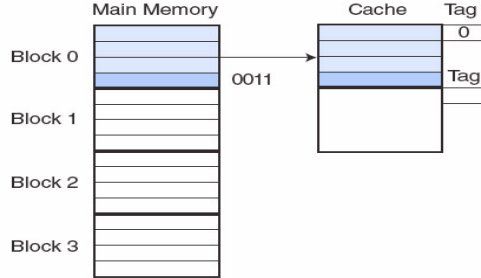 Main Memory Cache Tag
Block 0 0
0011 Tag
Block 1
Block 2
Block 3